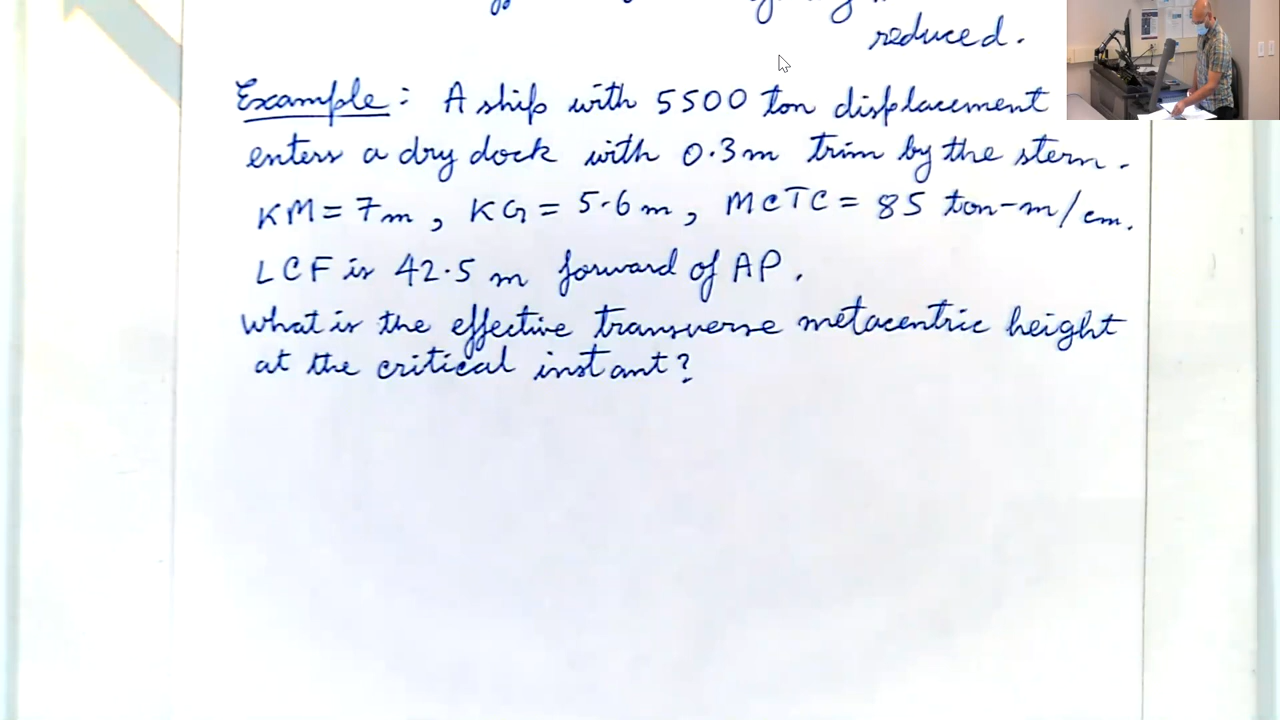 reduced.
Example: A ship with 5500 ton displacement
enters a dry dock with 0.3m trim by the stern.
KM = 7m, KG = 5.6m, MCTC = 85 ton-m/cm.
LCF is 42.5 m forward of AP.
What is the effective transverse metacentric height
at the critical instant?